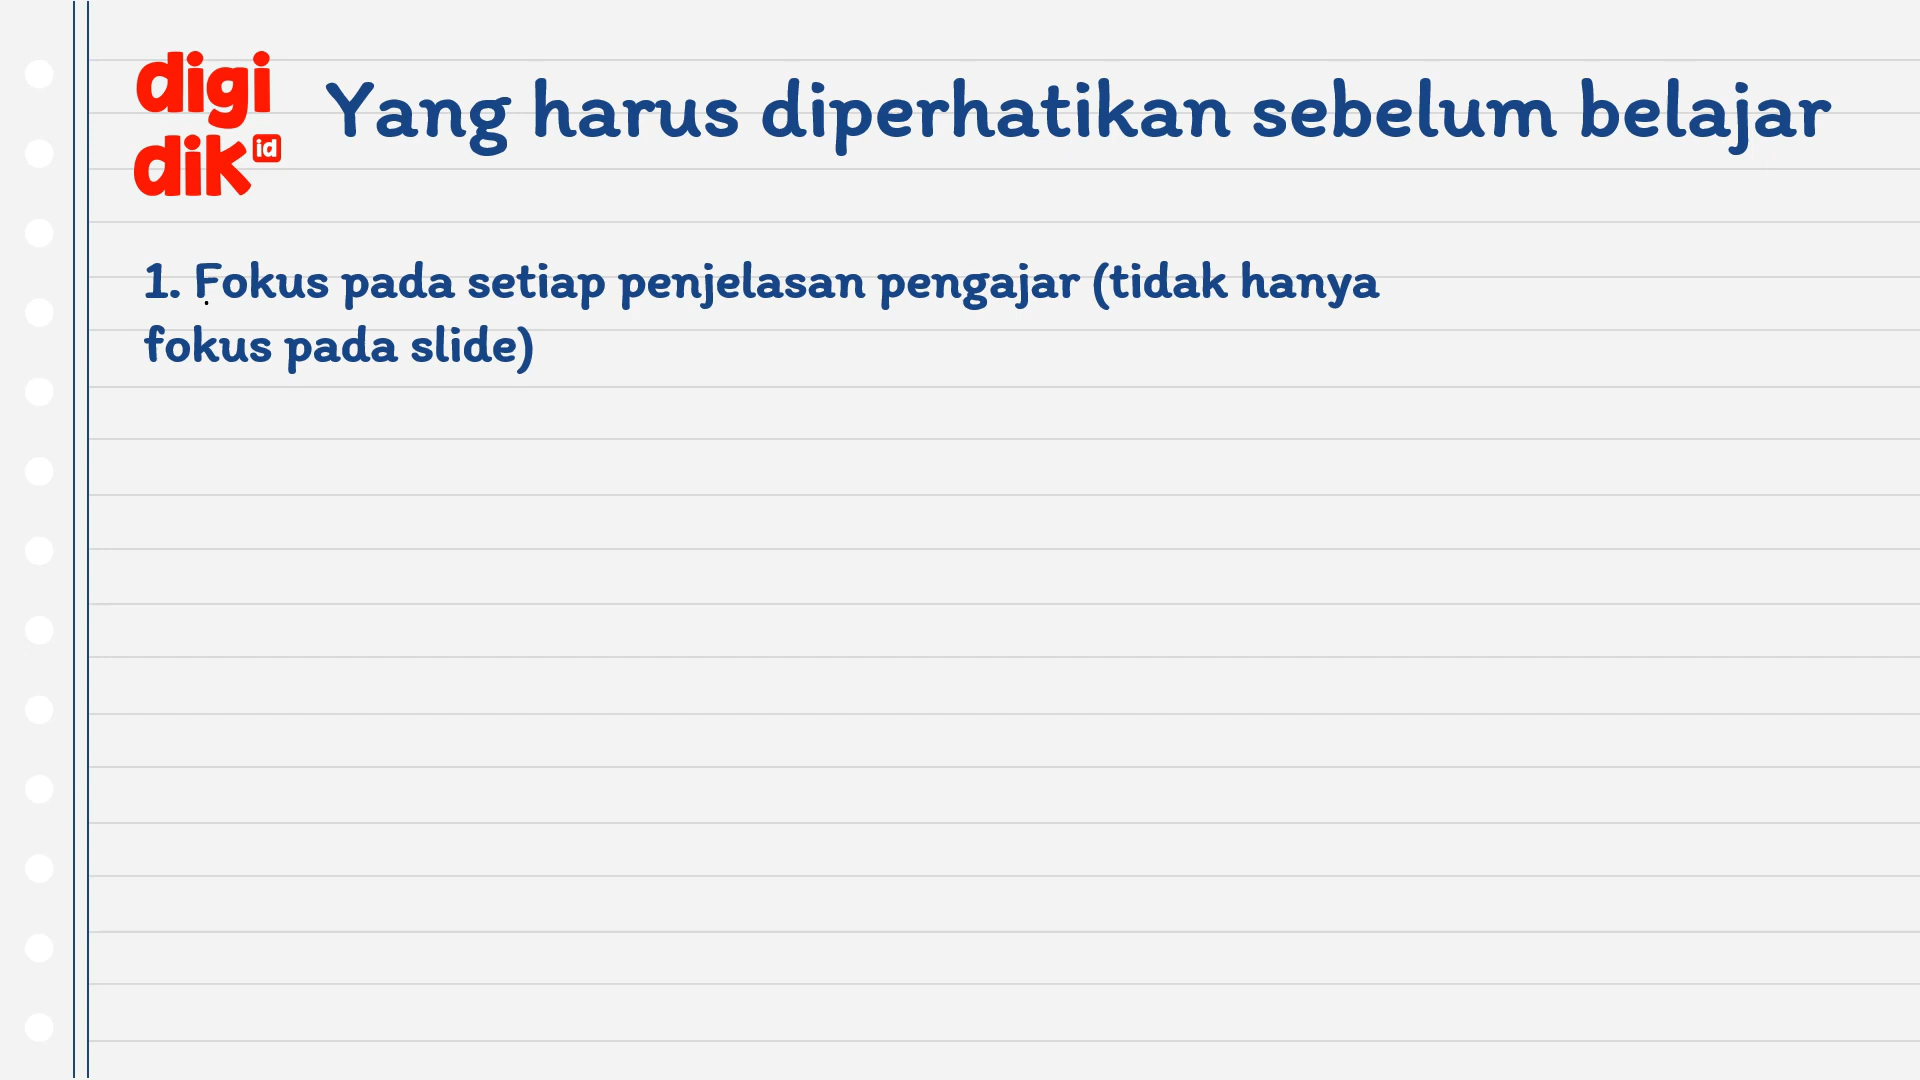 digi
dik id
Yang harus diperhatikan sebelum belajar
1. Fokus pada setiap penjelasan pengajar (tidak hanya
fokus pada slide)